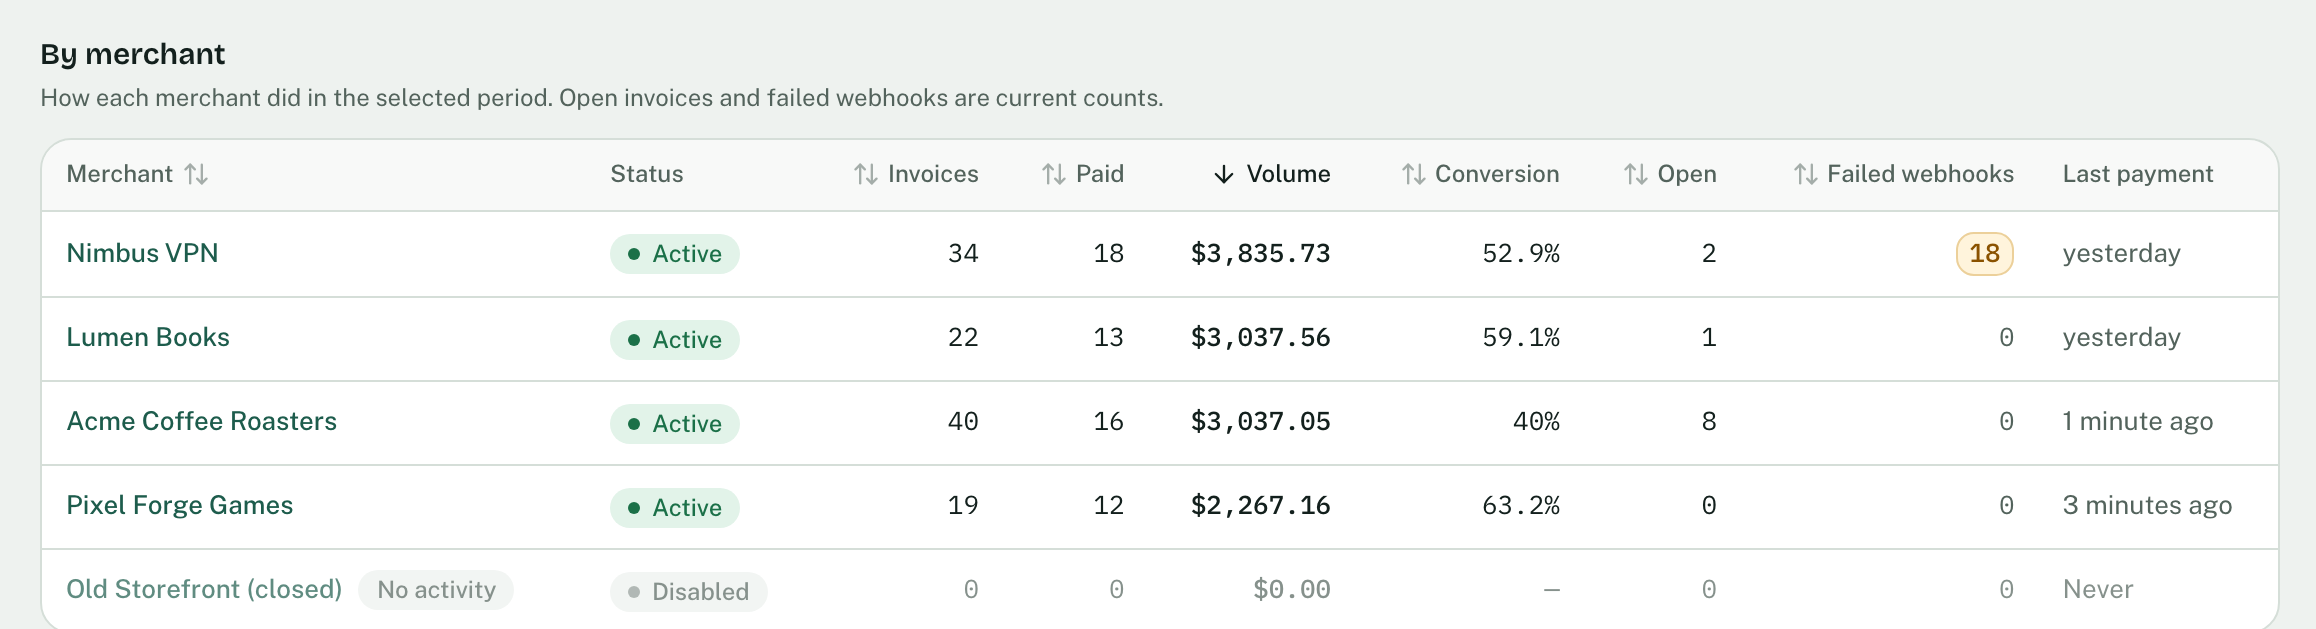 By merchant
How each merchant did in the selected period. Open invoices and failed webhooks are current counts.
Merchant Status Invoices Paid Volume Conversion Open Failed webhooks Last payment
Nimbus VPN Active 34 18 $3,835.73 52.9% 2 18 yesterday
Lumen Books Active 22 13 $3,037.56 59.1% 1 0 yesterday
Acme Coffee Roasters Active 40 16 $3,037.05 40% 8 0 1 minute ago
Pixel Forge Games Active 19 12 $2,267.16 63.2% 0 0 3 minutes ago
Old Storefront (closed) No activity Disabled 0 0 $0.00 — 0 0 Never